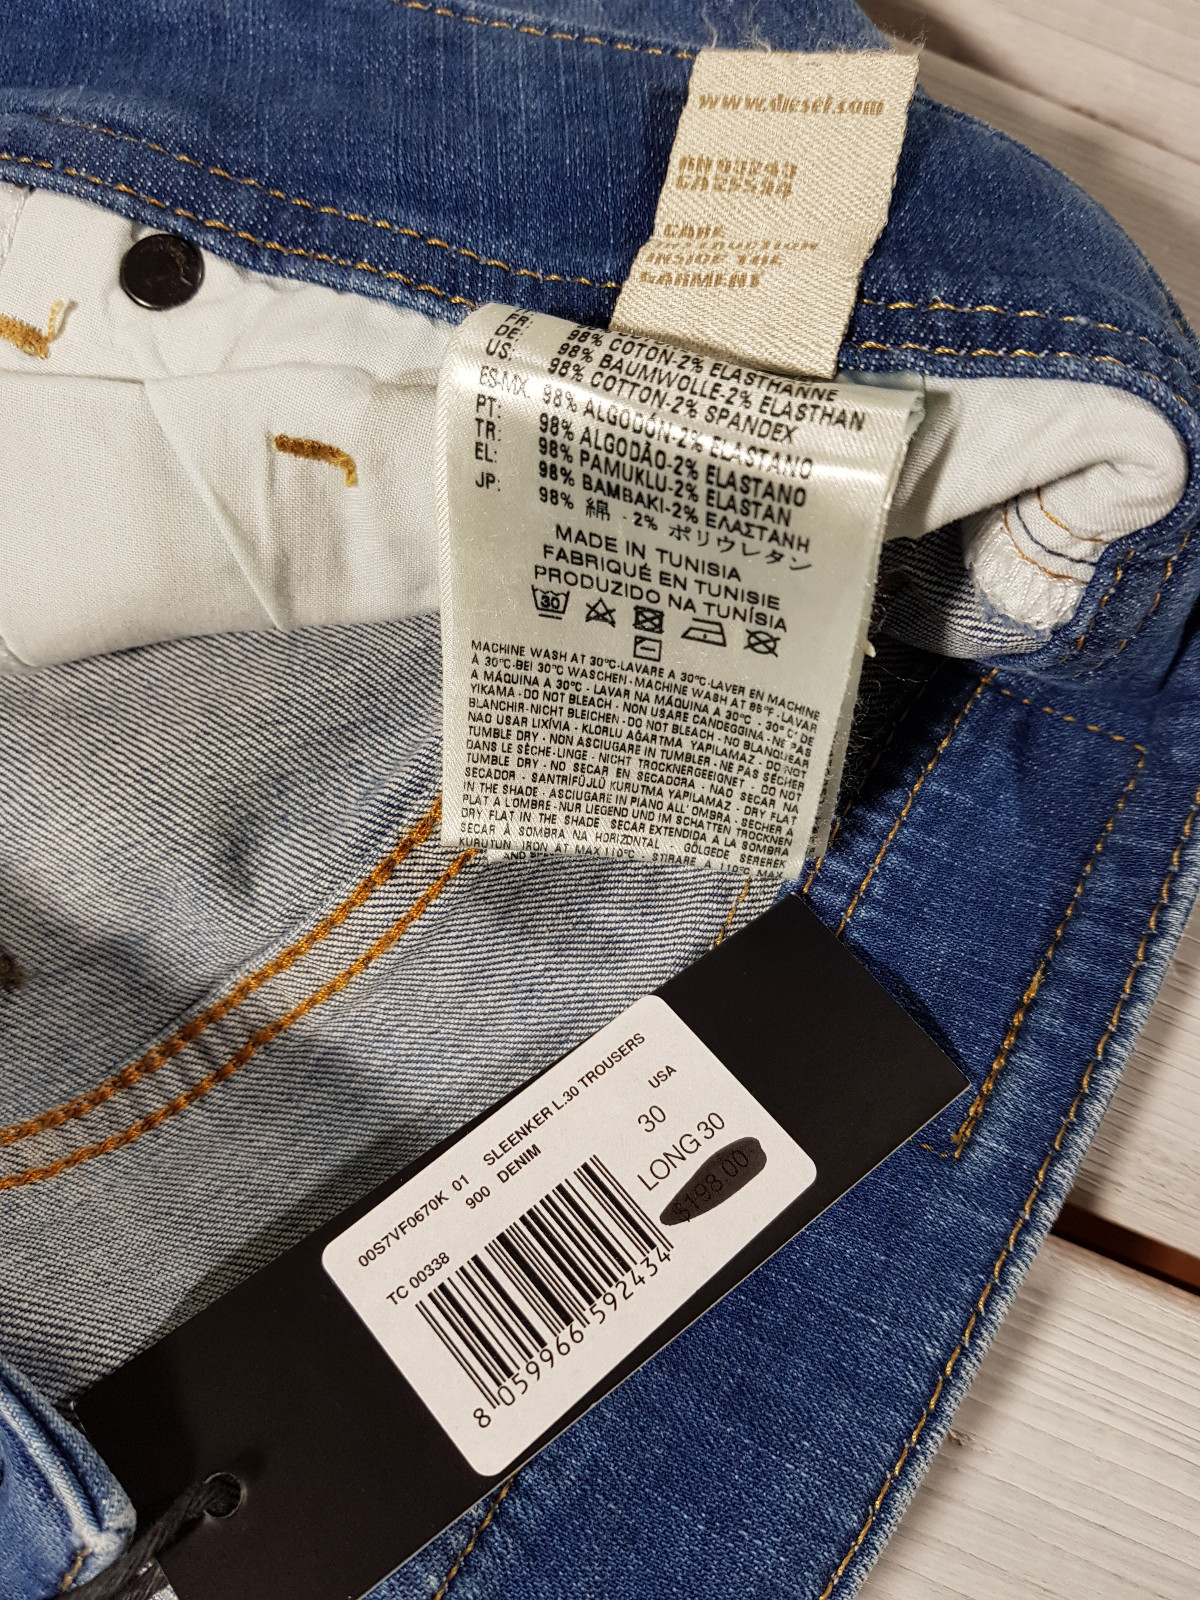 www.diesel.com
CARE
INSTRUCTION
INSIDE THE
GARMENT
FR: 98% COTON-2% ELASTHANNE
DE: 98% BAUMWOLLE-2% ELASTHAN
US: 98% COTTON-2% SPANDEX
ES-MX. 98% ALGODÓN-2% ELASTANO
PT: 98% ALGODÃO-2% ELASTANO
TR: 98% PAMUKLU-2% ELASTAN
EL: 98% BAMBAKI-2% ΕΛΑΣΤΑΝΗ
JP: 98% 綿 - 2% ポリウレタン
MADE IN TUNISIA
FABRIQUÉ EN TUNISIE
PRODUZIDO NA TUNÍSIA
30
MACHINE WASH AT 30°C-LAVARE A 30°C-LAVER EN MACHINE
À 30°C-BEI 30°C WASCHEN-MACHINE WASH AT 85°F-LAVAR
A MÁQUINA A 30°C - LAVAR NA MÁQUINA À 30°C - 30°C' DE
YIKAMA - DO NOT BLEACH - NON USARE CANDEGGINA - NE PAS
BLANCHIR-NICHT BLEICHEN - DO NOT BLEACH - NO BLANQUEAR
NAO USAR LIXÍVIA - KLORLU AĞARTMA YAPILAMAZ - DO NOT
TUMBLE DRY - NON ASCIUGARE IN TUMBLER - NE PAS SÉCHER
DANS LE SÈCHE-LINGE - NICHT TROCKNERGEEIGNET - DO NOT
TUMBLE DRY - NO SECAR EN SECADORA - NAO SECAR NA
SECADOR - SANTRİFÜJLÜ KURUTMA YAPILAMAZ - DRY FLAT
IN THE SHADE - ASCIUGARE IN PIANO ALL' OMBRA - SÉCHER À
PLAT A L'OMBRE-NUR LIEGEND UND IM SCHATTEN TROCKNEN
DRY FLAT IN THE SHADE SECAR EXTENDIDA A LA SOMBRA
SECAR À SOMBRA NA HORIZONTAL GÖLGEDE SEREREK
KURUTUN IRON AT MAX 110°C - STIRARE A 110°C MAX
00S7VF0670K 01 SLEENKER L.30 TROUSERS
900 DENIM
USA
TC 00338
30
LONG 30
$198.00
8 059966 592434